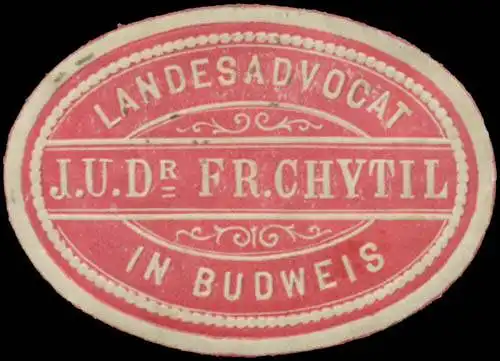 LANDESADVOCAT
J.U.DR FR.CHYTIL
IN BUDWEIS